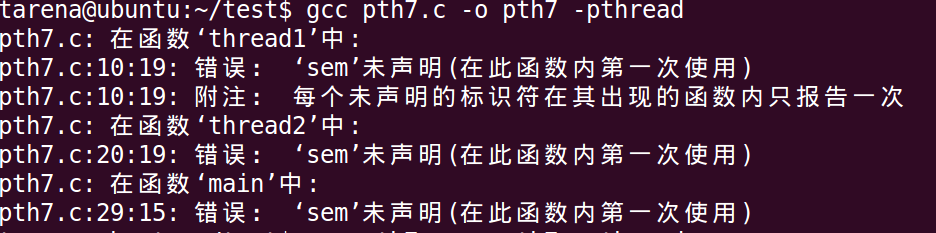 tarena@ubuntu:~/test$ gcc pth7.c -o pth7 -pthread
pth7.c: 在函数‘thread1’中:
pth7.c:10:19: 错误: ‘sem’未声明(在此函数内第一次使用)
pth7.c:10:19: 附注: 每个未声明的标识符在其出现的函数内只报告一次
pth7.c: 在函数‘thread2’中:
pth7.c:20:19: 错误: ‘sem’未声明(在此函数内第一次使用)
pth7.c: 在函数‘main’中:
pth7.c:29:15: 错误: ‘sem’未声明(在此函数内第一次使用)